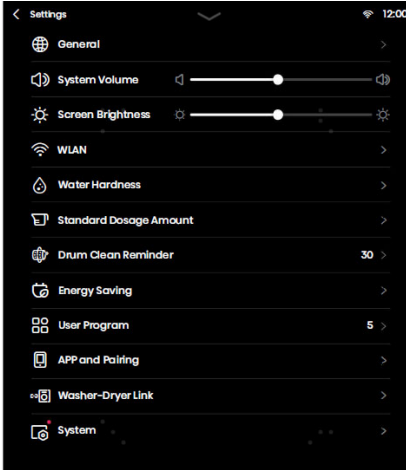 Settings 12:00
General
System Volume
Screen Brightness
WLAN
Water Hardness
Standard Dosage Amount
Drum Clean Reminder 30
Energy Saving
User Program 5
APP and Pairing
Washer-Dryer Link
System